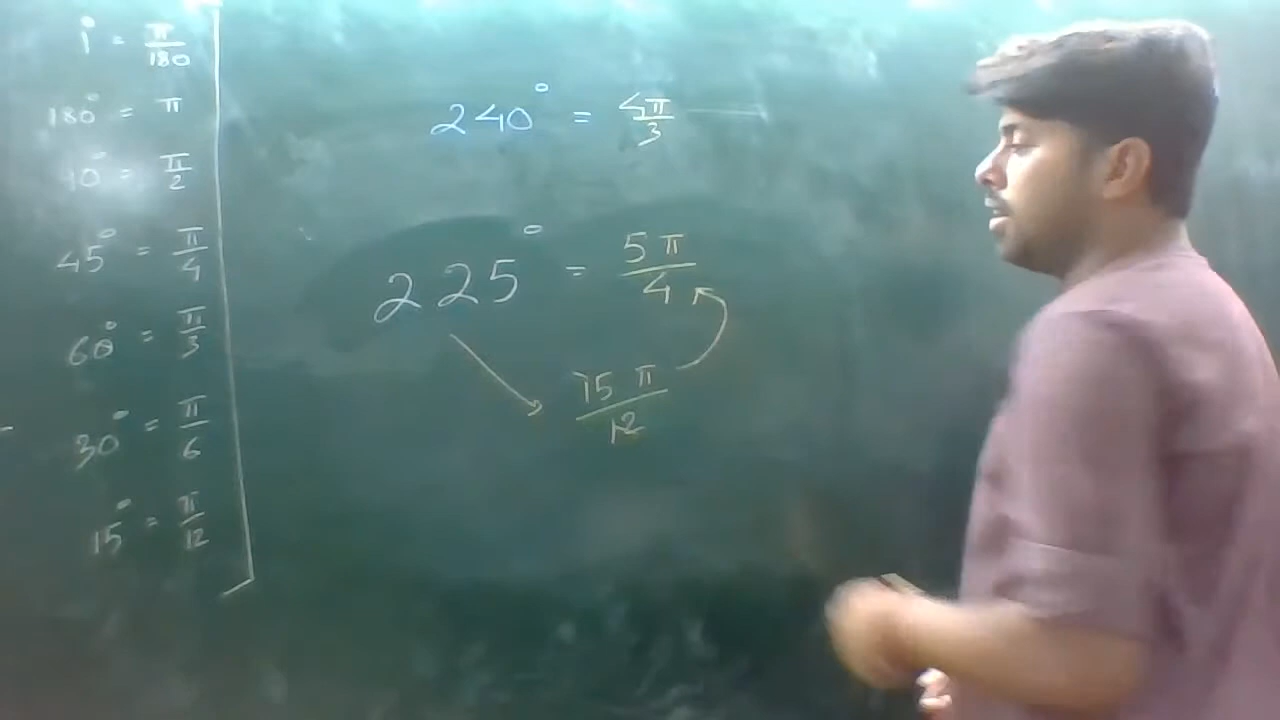 1° = π/180
180° = π
90° = π/2
45° = π/4
60° = π/3
30° = π/6
15° = π/12
240° = 4π/3
225° = 5π/4
15π/12